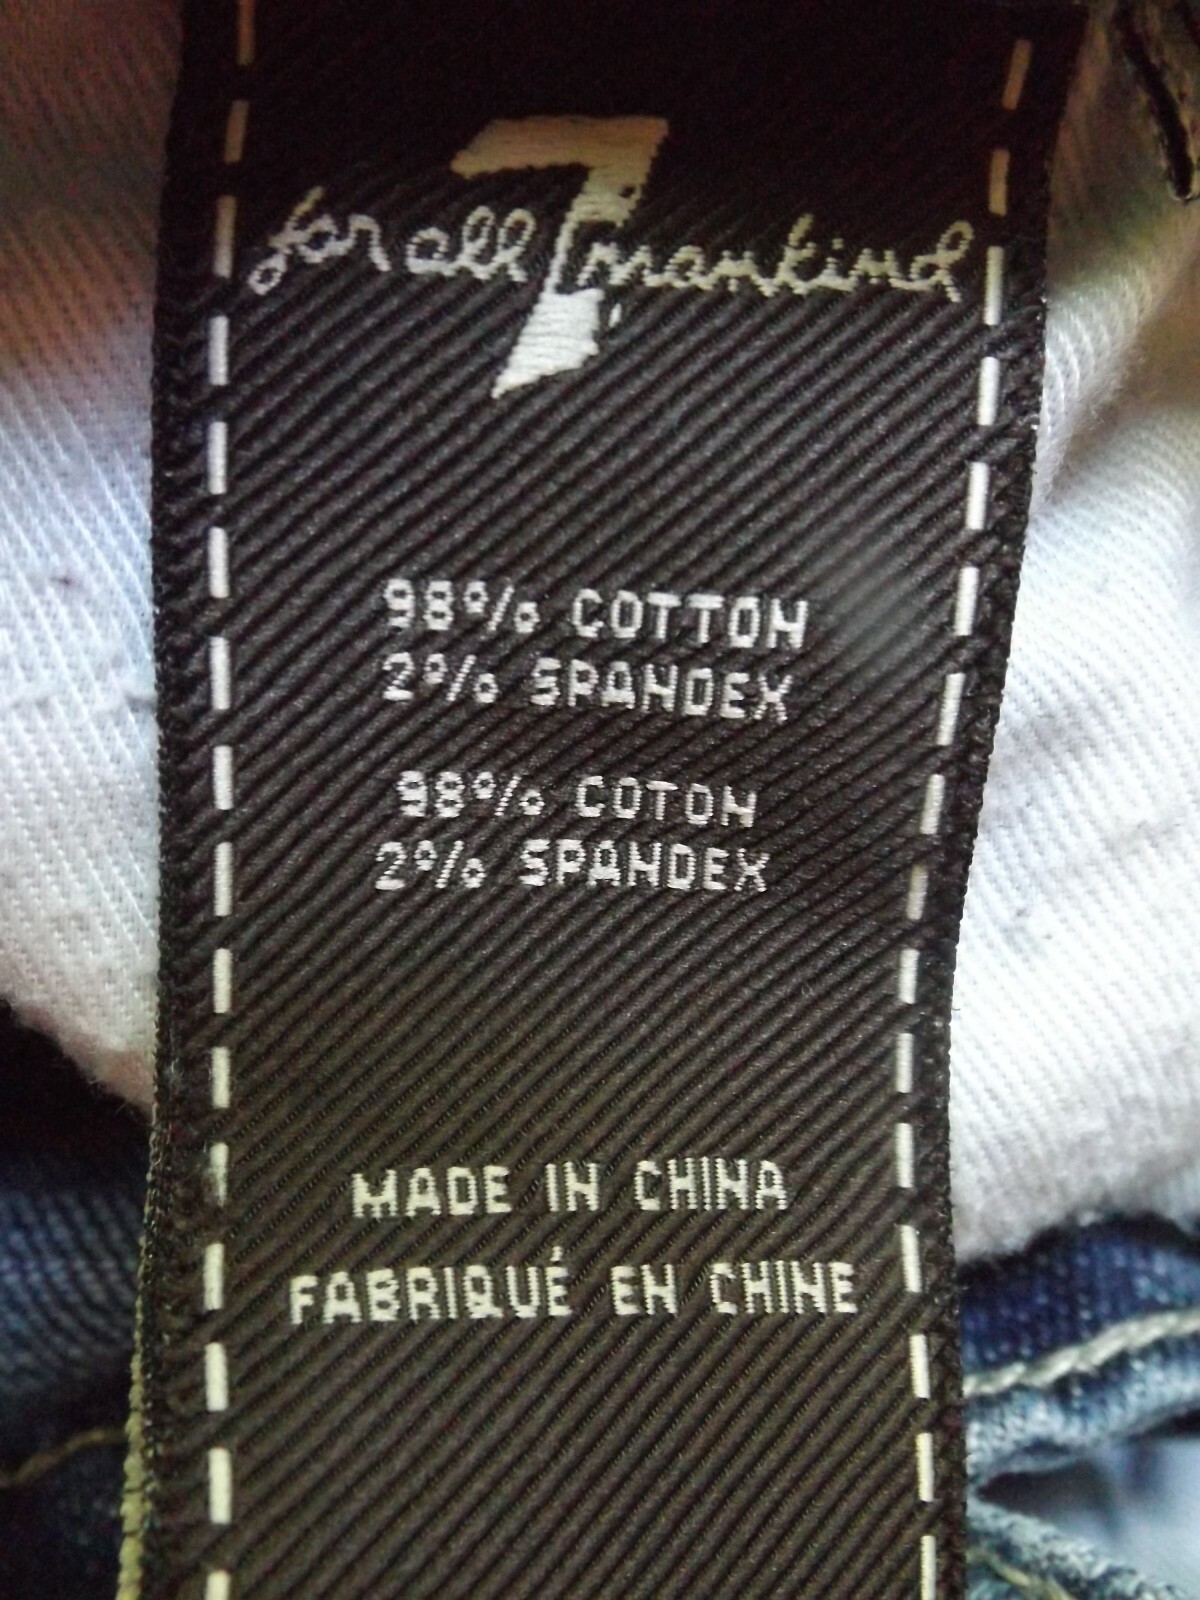 7
for all mankind
98% COTTON
2% SPANDEX
98% COTON
2% SPANDEX
MADE IN CHINA
FABRIQUÉ EN CHINE